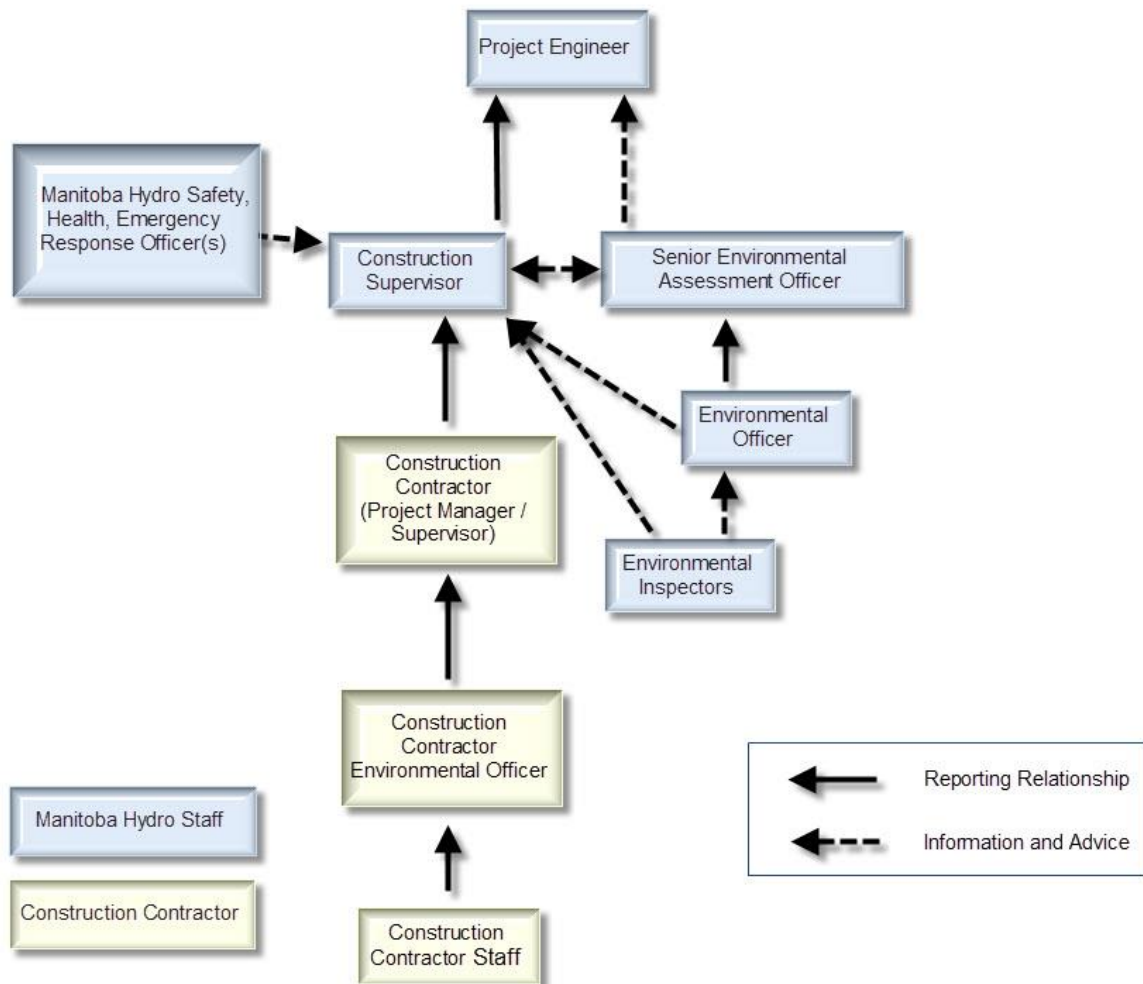 Project Engineer
Manitoba Hydro Safety,
Health, Emergency
Response Officer(s)
Construction
Supervisor
Senior Environmental
Assessment Officer
Environmental
Officer
Construction
Contractor
(Project Manager /
Supervisor)
Environmental
Inspectors
Construction
Contractor
Environmental Officer
Reporting Relationship
Manitoba Hydro Staff
Information and Advice
Construction Contractor
Construction
Contractor Staff